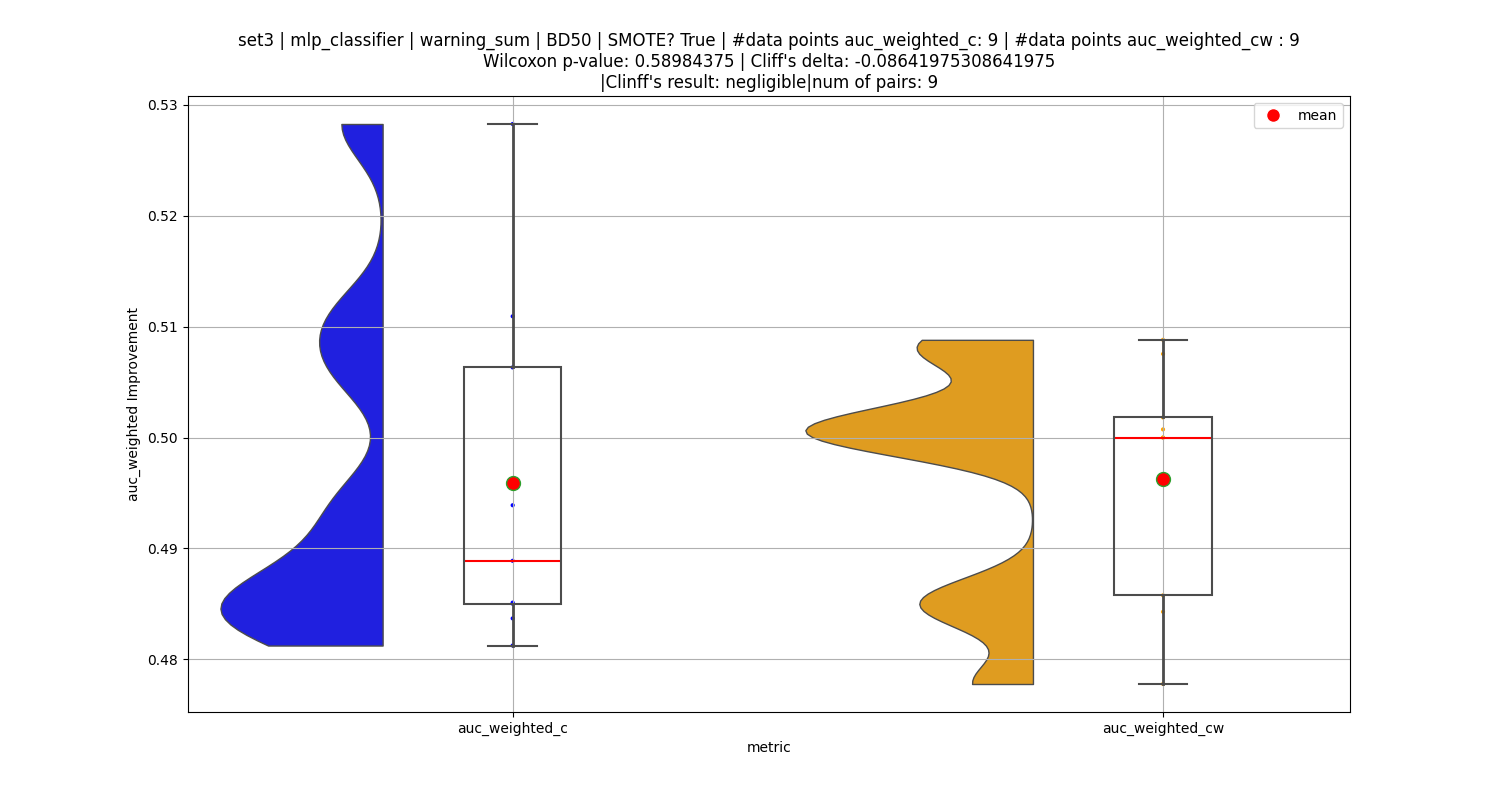 set3 | mlp_classifier | warning_sum | BD50 | SMOTE? True | #data points auc_weighted_c: 9 | #data points auc_weighted_cw : 9
Wilcoxon p-value: 0.58984375 | Cliff's delta: -0.08641975308641975
|Clinff's result: negligible|num of pairs: 9
mean
0.53
0.52
0.51
0.50
0.49
0.48
auc_weighted Improvement
auc_weighted_c
auc_weighted_cw
metric